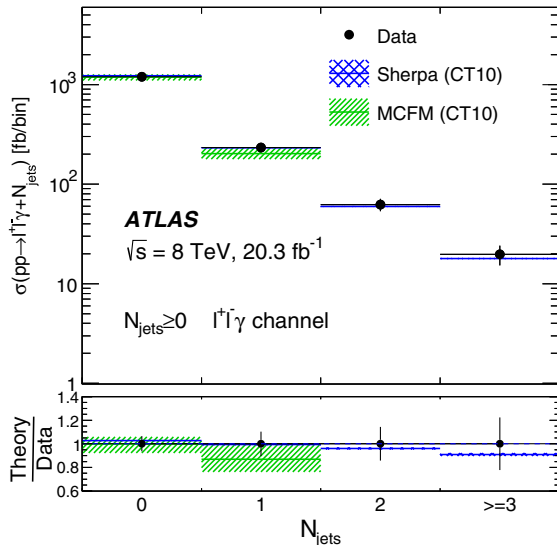 σ(pp→l⁺l⁻γ+N_jets) [fb/bin]
10³
10²
10
1
Data
Sherpa (CT10)
MCFM (CT10)
ATLAS
√s = 8 TeV, 20.3 fb⁻¹
N_jets≥0 l⁺l⁻γ channel
Theory
Data
1.4
1.2
1
0.8
0.6
0
1
2
>=3
N_jets